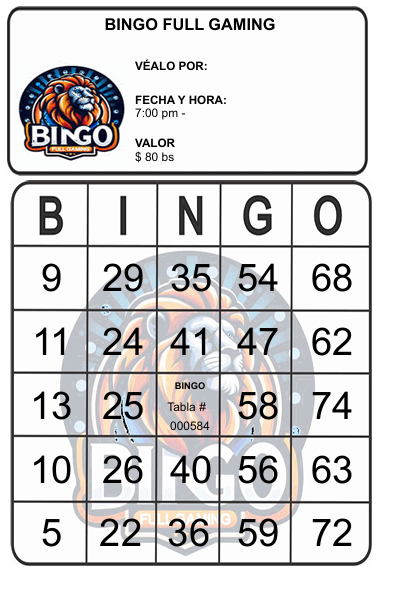 BINGO FULL GAMING
VÉALO POR:
FECHA Y HORA:
7:00 pm -
VALOR
$ 80 bs
BINGO
FULL GAMING
B I N G O
9 29 35 54 68
11 24 41 47 62
BINGO
13 25 Tabla # 58 74
000584
10 26 40 56 63
BINGO
5 22 36 59 72
FULL GAMING